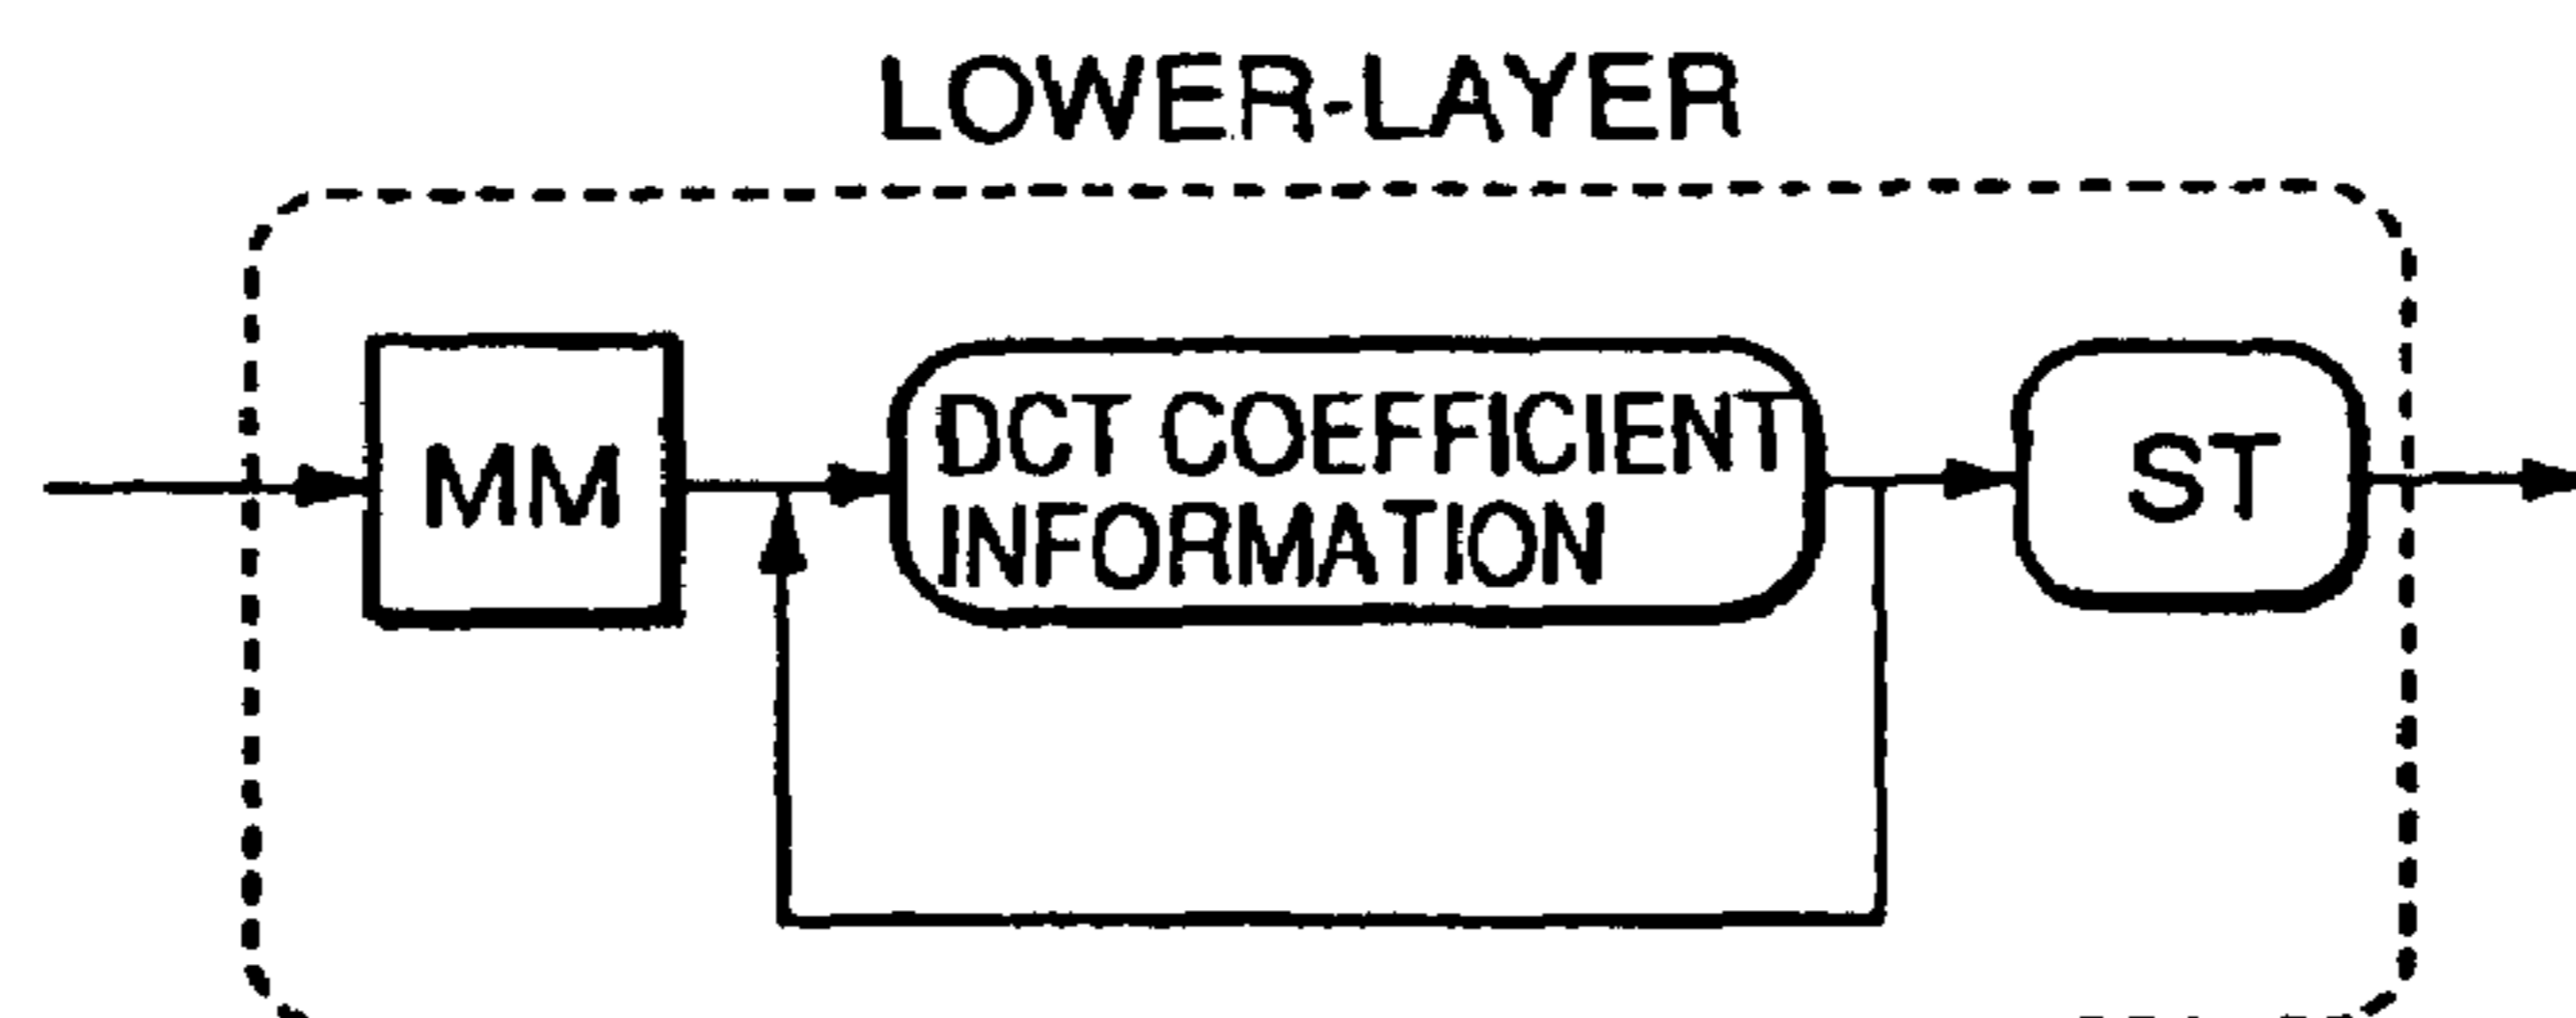 LOWER-LAYER
MM
DCT COEFFICIENT
INFORMATION
ST